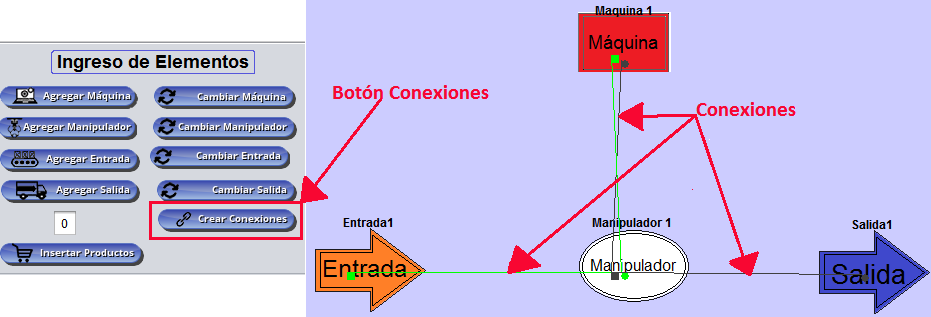 Ingreso de Elementos
Agregar Máquina
Cambiar Máquina
Agregar Manipulador
Cambiar Manipulador
Agregar Entrada
Cambiar Entrada
Agregar Salida
Cambiar Salida
0
Crear Conexiones
Insertar Productos
Botón Conexiones
Maquina 1
Máquina
Conexiones
Entrada1
Entrada
Manipulador 1
Manipulador
Salida1
Salida